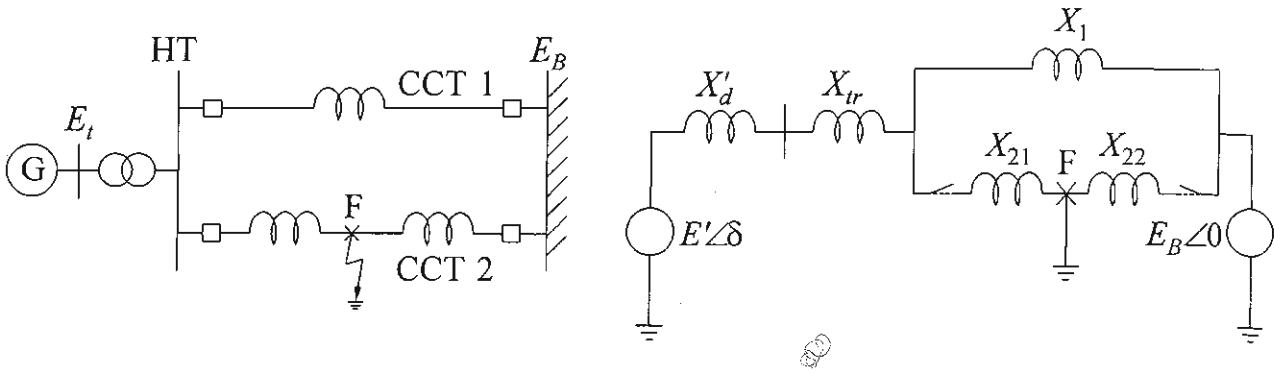 HT
E_B
CCT 1
E_t
G
F
CCT 2
X_1
X'_d
X_tr
X_21
F
X_22
E'∠δ
E_B∠0